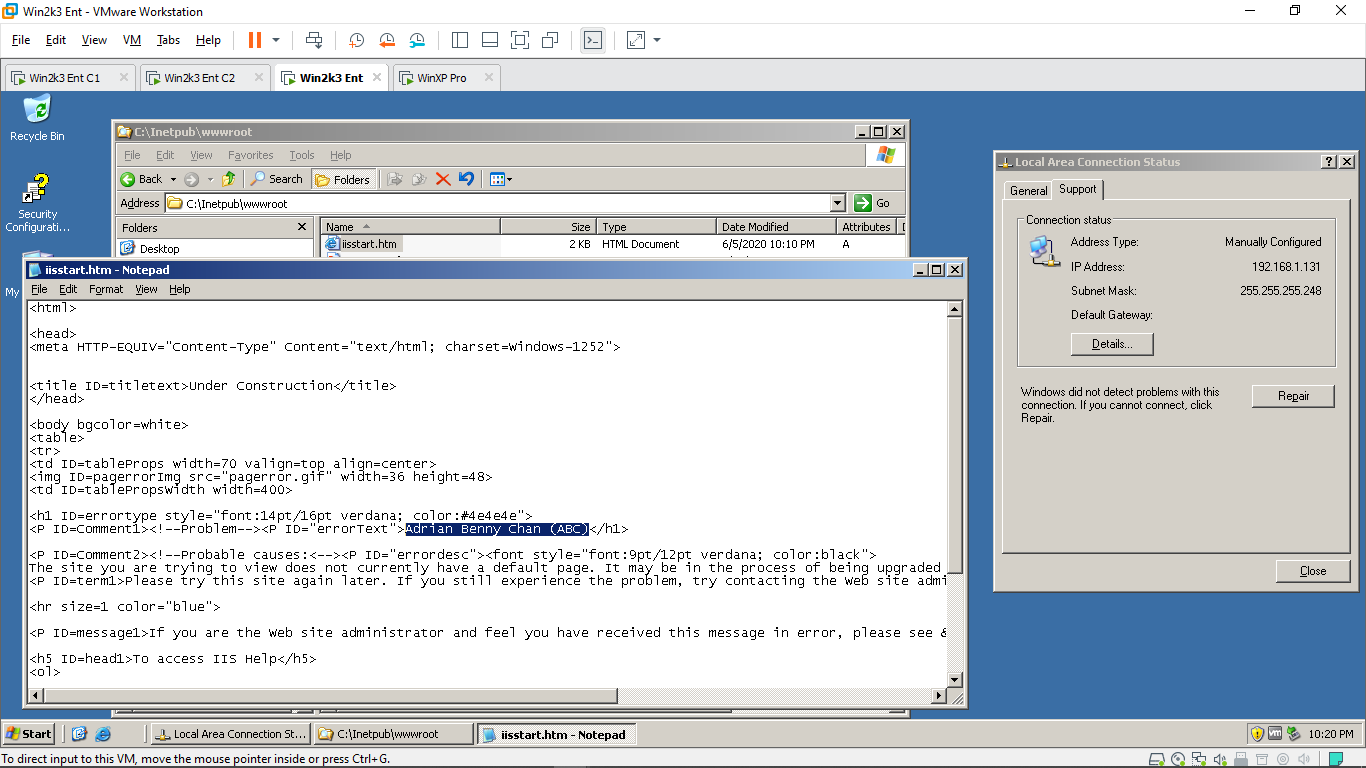 Win2k3 Ent - VMware Workstation
File Edit View VM Tabs Help
Win2k3 Ent C1 Win2k3 Ent C2 Win2k3 Ent WinXP Pro
Recycle Bin
Security
Configurati...
My
C:\Inetpub\wwwroot
File Edit View Favorites Tools Help
Back Search Folders
Address C:\Inetpub\wwwroot Go
Folders Name Size Type Date Modified Attributes
Desktop iisstart.htm 2 KB HTML Document 6/5/2020 10:10 PM A
iisstart.htm - Notepad
File Edit Format View Help
<html>
<head>
<meta HTTP-EQUIV="Content-Type" Content="text/html; charset=Windows-1252">
<title ID=titletext>Under Construction</title>
</head>
<body bgcolor=white>
<table>
<tr>
<td ID=tableProps width=70 valign=top align=center>
<img ID=pagerrorImg src="pagerror.gif" width=36 height=48>
<td ID=tablePropsWidth width=400>
<h1 ID=errortype style="font:14pt/16pt verdana; color:#4e4e4e">
<P ID=Comment1><!--Problem--><P ID="errorText">Adrian Benny Chan (ABC)</h1>
<P ID=Comment2><!--Probable causes:<--><P ID="errordesc"><font style="font:9pt/12pt verdana; color:black">
The site you are trying to view does not currently have a default page. It may be in the process of being upgraded
<P ID=term1>Please try this site again later. If you still experience the problem, try contacting the Web site admi
<hr size=1 color="blue">
<P ID=message1>If you are the Web site administrator and feel you have received this message in error, please see &
<h5 ID=head1>To access IIS Help</h5>
<ol>
Local Area Connection Status
General Support
Connection status
Address Type: Manually Configured
IP Address: 192.168.1.131
Subnet Mask: 255.255.255.248
Default Gateway:
Details...
Windows did not detect problems with this
connection. If you cannot connect, click
Repair.
Repair
Close
Start Local Area Connection St... C:\Inetpub\wwwroot iisstart.htm - Notepad 10:20 PM
To direct input to this VM, move the mouse pointer inside or press Ctrl+G.